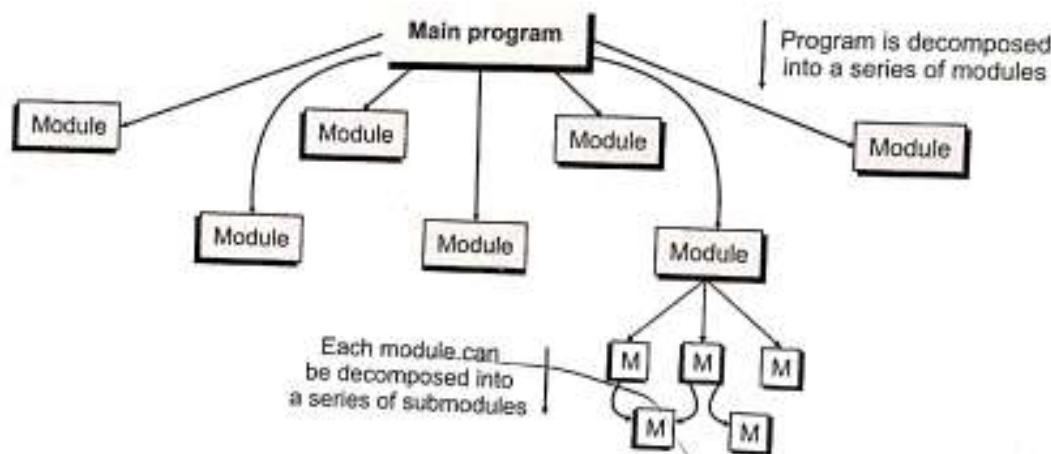 Main program
Program is decomposed
into a series of modules
Module
Module
Module
Module
Module
Module
Module
Each module can
be decomposed into
a series of submodules
M
M
M
M
M